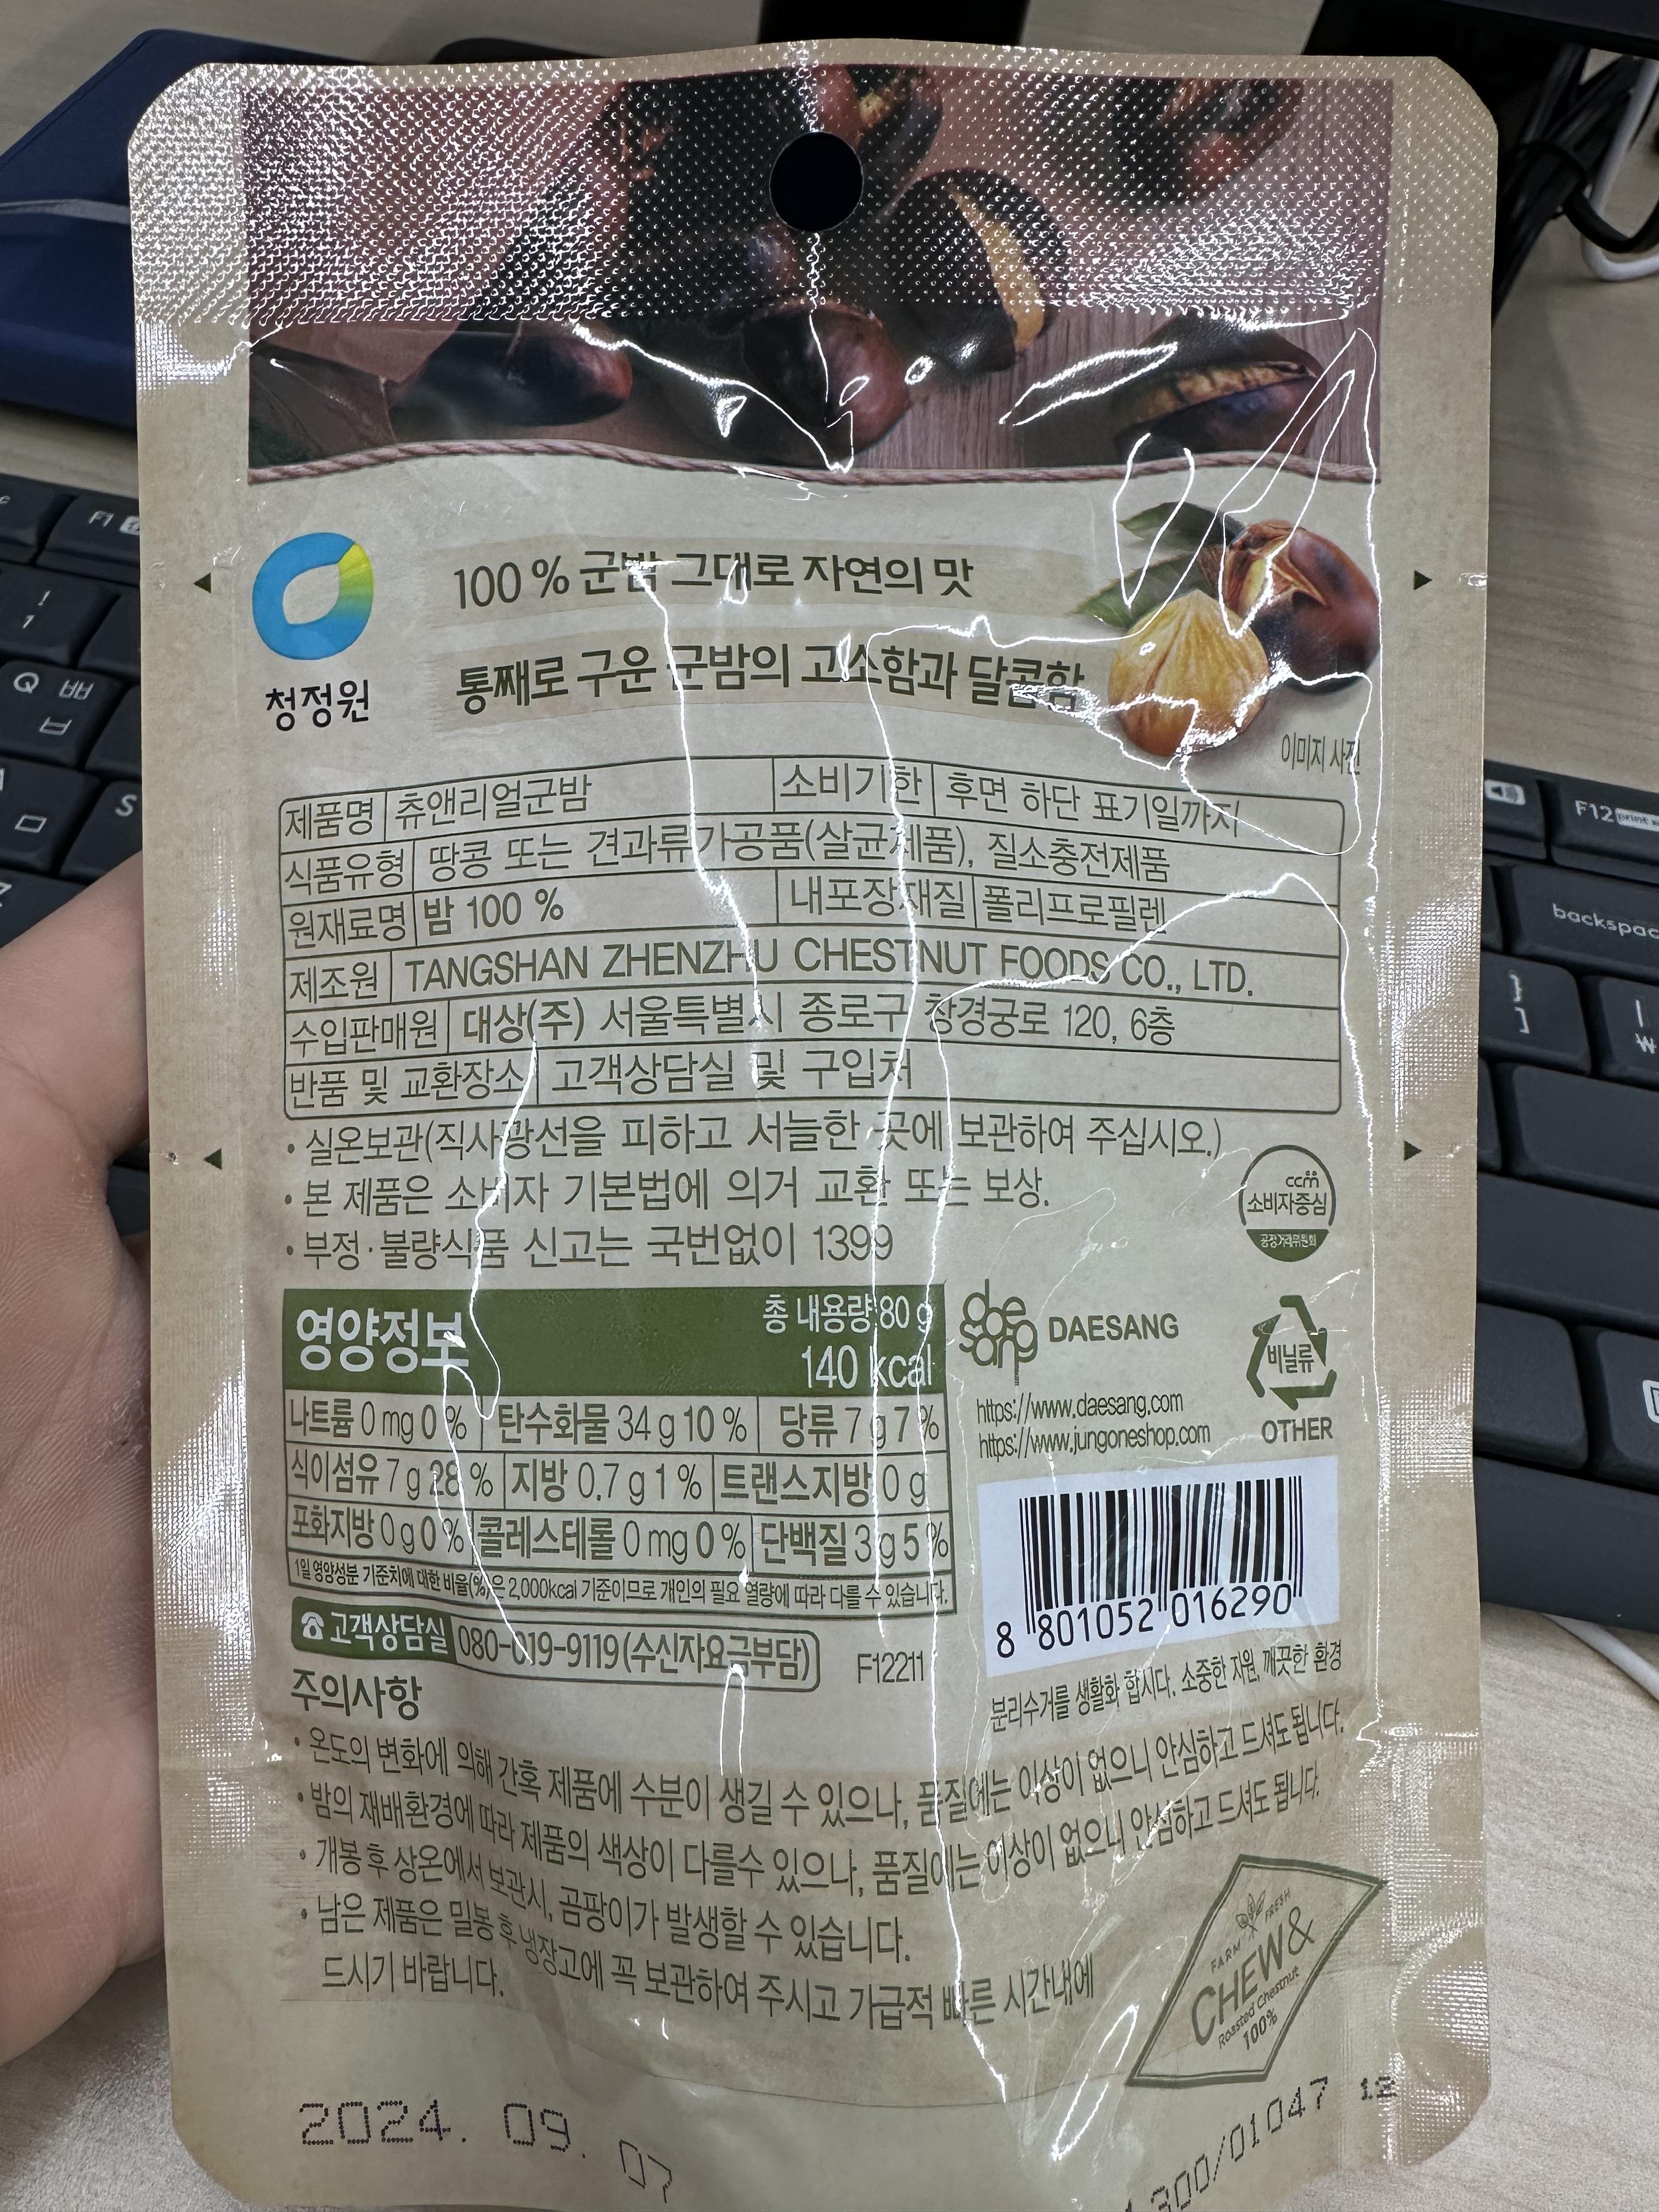 100 % 군밤 그대로 자연의 맛
통째로 구운 군밤의 고소함과 달콤함
청정원
이미지 사진
제품명 츄앤리얼군밤 소비기한 후면 하단 표기일까지
식품유형 땅콩 또는 견과류가공품(살균제품), 질소충전제품
원재료명 밤 100 % 내포장재질 폴리프로필렌
제조원 TANGSHAN ZHENZHU CHESTNUT FOODS CO., LTD.
수입판매원 대상(주) 서울특별시 종로구 창경궁로 120, 6층
반품 및 교환장소 고객상담실 및 구입처
· 실온보관(직사광선을 피하고 서늘한 곳에 보관하여 주십시오.)
· 본 제품은 소비자 기본법에 의거 교환 또는 보상.
· 부정·불량식품 신고는 국번없이 1399
ccm
소비자중심
공정거래위원회
영양정보 총 내용량 80 g
140 kcal
나트륨 0 mg 0 % 탄수화물 34 g 10 % 당류 7 g 7 %
식이섬유 7 g 28 % 지방 0.7 g 1 % 트랜스지방 0 g
포화지방 0 g 0 % 콜레스테롤 0 mg 0 % 단백질 3 g 5 %
1일 영양성분 기준치에 대한 비율(%)은 2,000kcal 기준이므로 개인의 필요 열량에 따라 다를 수 있습니다.
daesang DAESANG
https://www.daesang.com
https://www.jungoneshop.com
비닐류
OTHER
8 801052 016290
고객상담실 080-019-9119 (수신자요금부담)
F12211
분리수거를 생활화 합시다. 소중한 자원, 깨끗한 환경
주의사항
· 온도의 변화에 의해 간혹 제품에 수분이 생길 수 있으나, 품질에는 이상이 없으니 안심하고 드셔도 됩니다.
· 밤의 재배환경에 따라 제품의 색상이 다를수 있으나, 품질에는 이상이 없으니 안심하고 드셔도 됩니다.
· 개봉 후 상온에서 보관시, 곰팡이가 발생할 수 있습니다.
· 남은 제품은 밀봉 후 냉장고에 꼭 보관하여 주시고 가급적 빠른 시간내에
드시기 바랍니다.
FARM FRESH
CHEW&
Roasted Chestnut
100%
2024. 09. 07
300/01047 12
F1
!
1
Q ㅃ
ㅂ
S
ㅁ
F12
backspac
}
]
|
₩